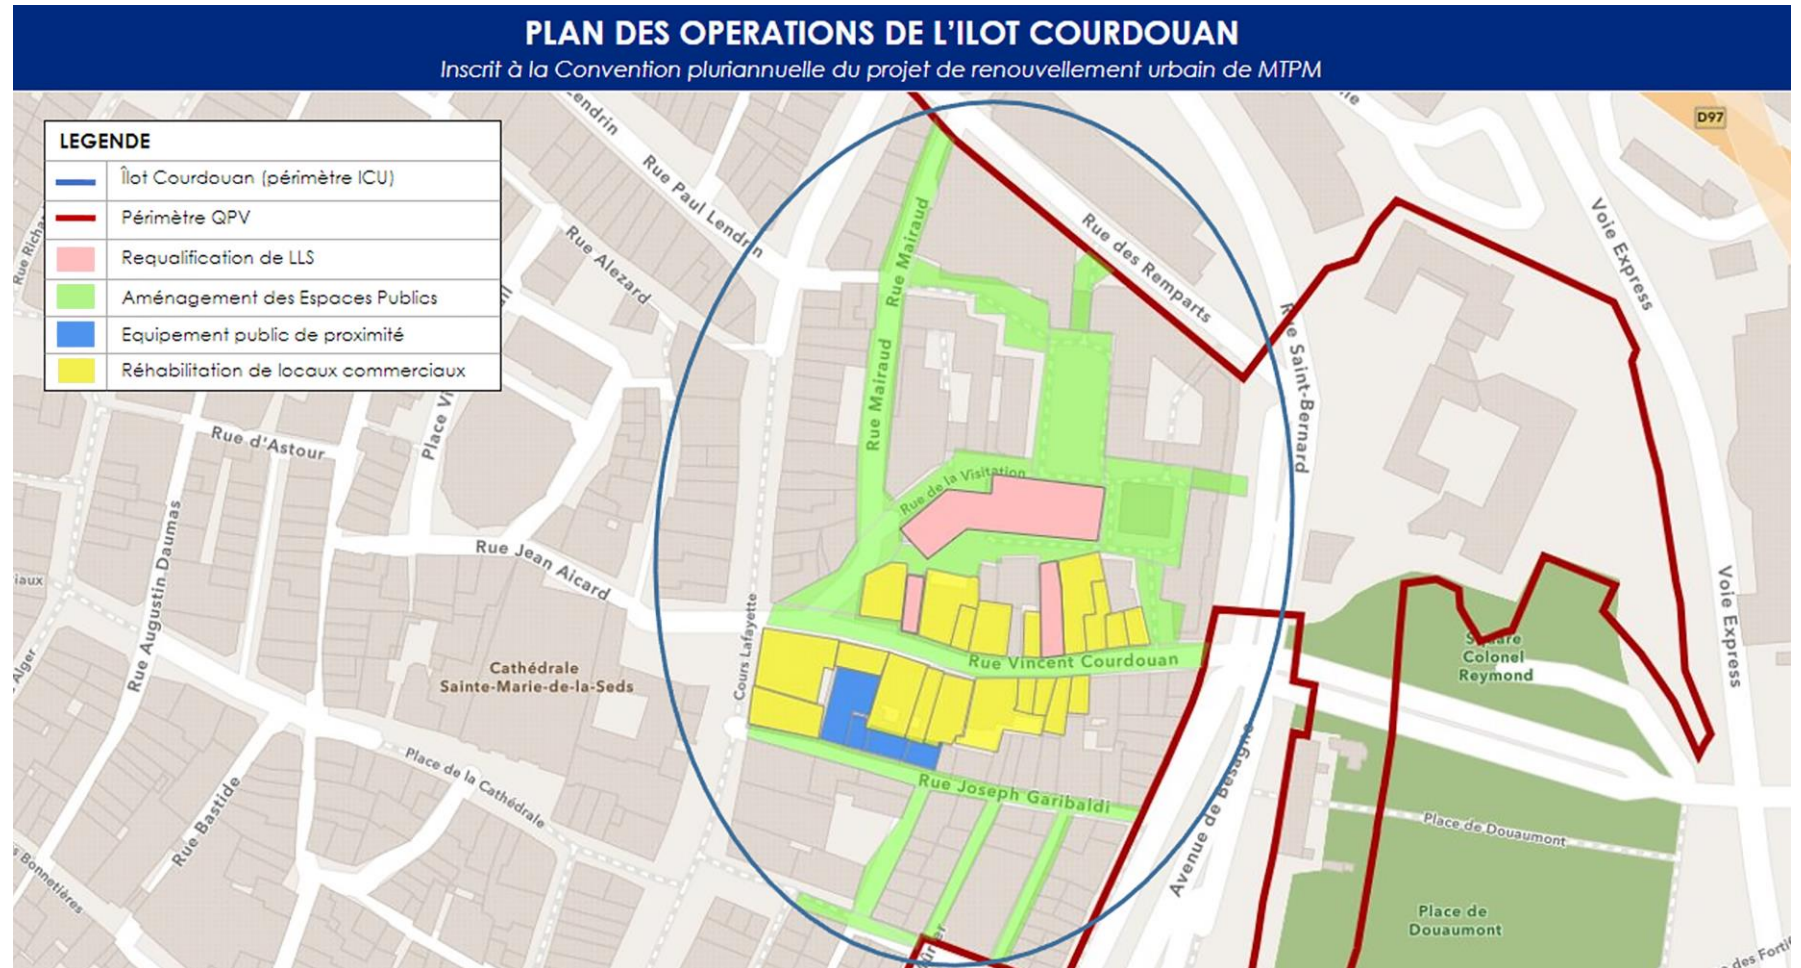 PLAN DES OPERATIONS DE L'ILOT COURDOUAN
Inscrit à la Convention pluriannuelle du projet de renouvellement urbain de MTPM
LEGENDE
Îlot Courdouan (périmètre ICU)
Périmètre QPV
Requalification de LLS
Aménagement des Espaces Publics
Equipement public de proximité
Réhabilitation de locaux commerciaux
D97
Rue Paul Lendrin
Rue Alezard
Rue Mairaud
Rue Mairaud
Rue des Remparts
Rue Saint-Bernard
Voie Express
Rue d'Astour
Rue de la Visitation
Rue Augustin Daumas
Rue Jean Aicard
Cours Lafayette
Cathédrale
Sainte-Marie-de-la-Seds
Rue Vincent Courdouan
Square
Colonel
Reymond
Voie Express
Place de la Cathédrale
Rue Bastide
Rue Joseph Garibaldi
Avenue de Besagne
Place de Douaumont
Place de
Douaumont